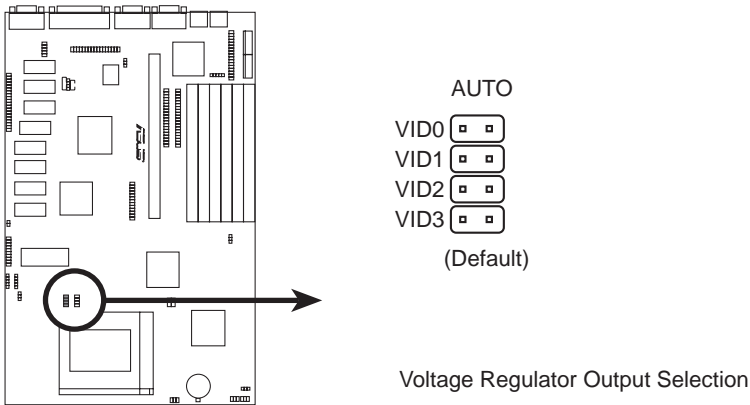 AUTO
VID0
VID1
VID2
VID3
(Default)
Voltage Regulator Output Selection